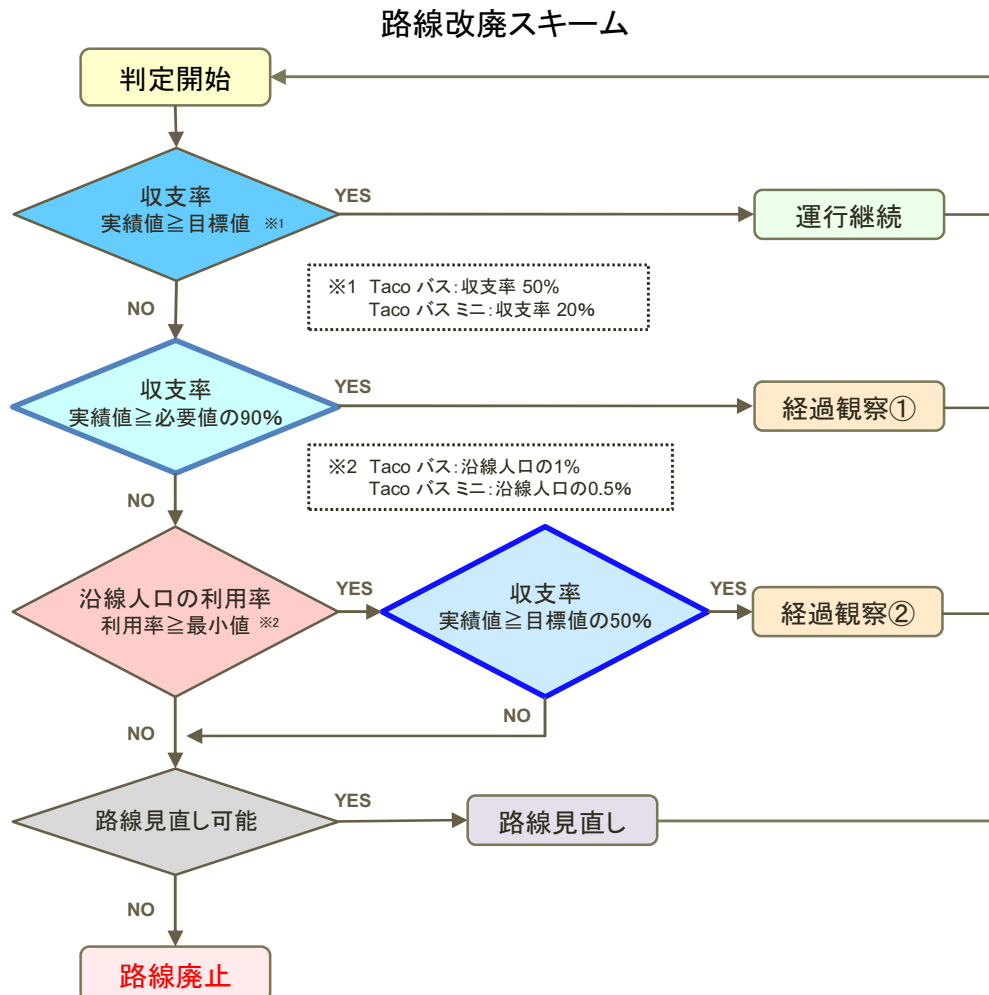 路線改廃スキーム
判定開始
収支率
実績値≧目標値 ※1
YES
運行継続
NO
※1 Taco バス:収支率 50%
Taco バス ミニ:収支率 20%
収支率
実績値≧必要値の90%
YES
経過観察①
NO
※2 Taco バス:沿線人口の1%
Taco バス ミニ:沿線人口の0.5%
沿線人口の利用率
利用率≧最小値 ※2
YES
収支率
実績値≧目標値の50%
YES
経過観察②
NO
NO
路線見直し可能
YES
路線見直し
NO
路線廃止